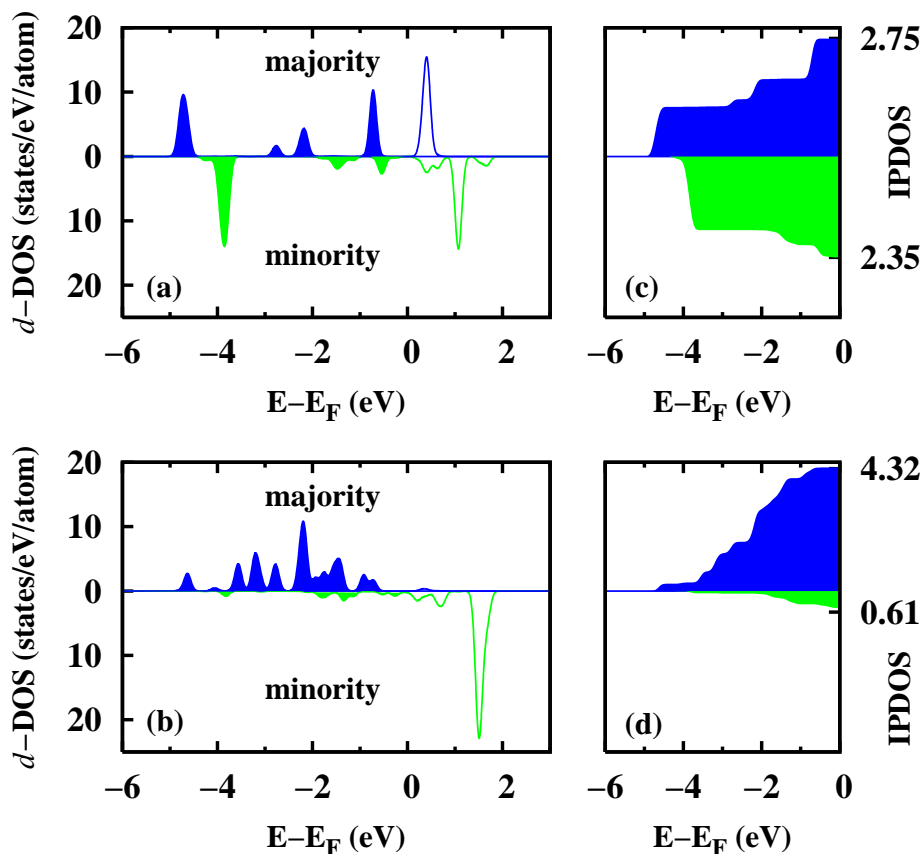 20
10
0
10
20
d−DOS (states/eV/atom)
majority
minority
(a)
−6 −4 −2 0 2
E−E_F (eV)
2.75
2.35
IPDOS
(c)
−6 −4 −2 0
E−E_F (eV)
20
10
0
10
20
d−DOS (states/eV/atom)
majority
minority
(b)
−6 −4 −2 0 2
E−E_F (eV)
4.32
0.61
IPDOS
(d)
−6 −4 −2 0
E−E_F (eV)